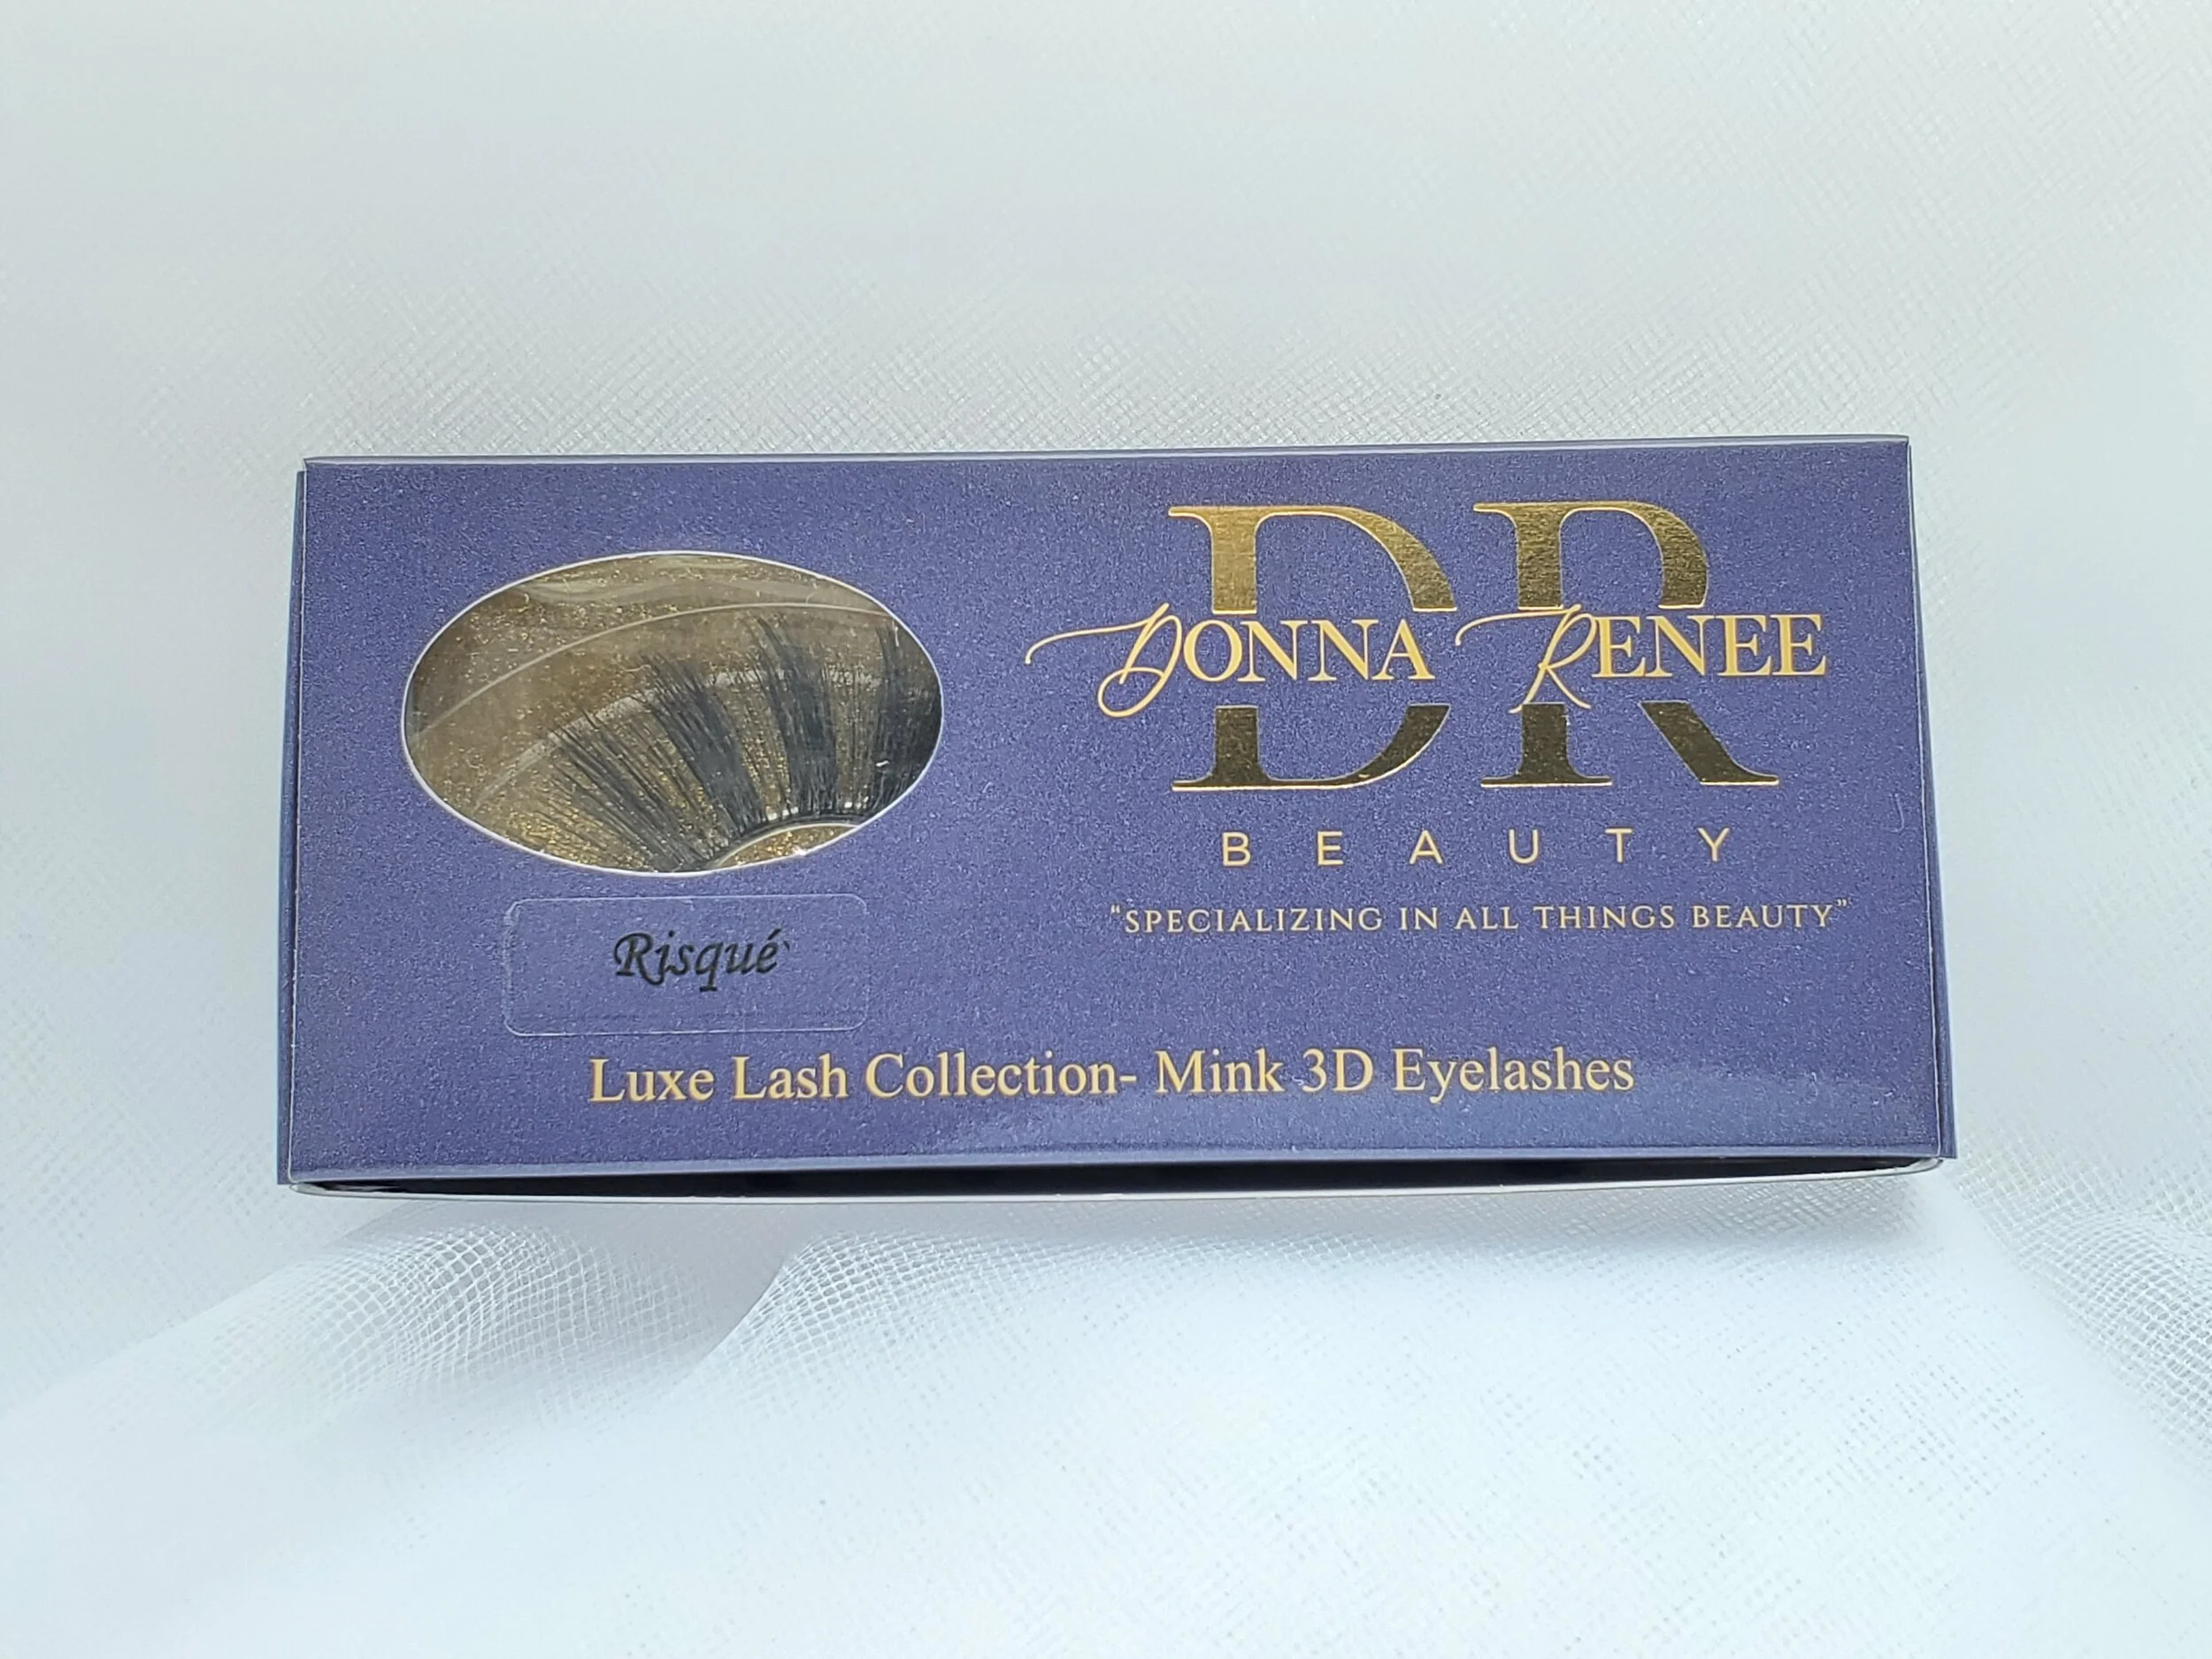 DR
DONNA RENEE
BEAUTY
"SPECIALIZING IN ALL THINGS BEAUTY"
Risqué`
Luxe Lash Collection- Mink 3D Eyelashes